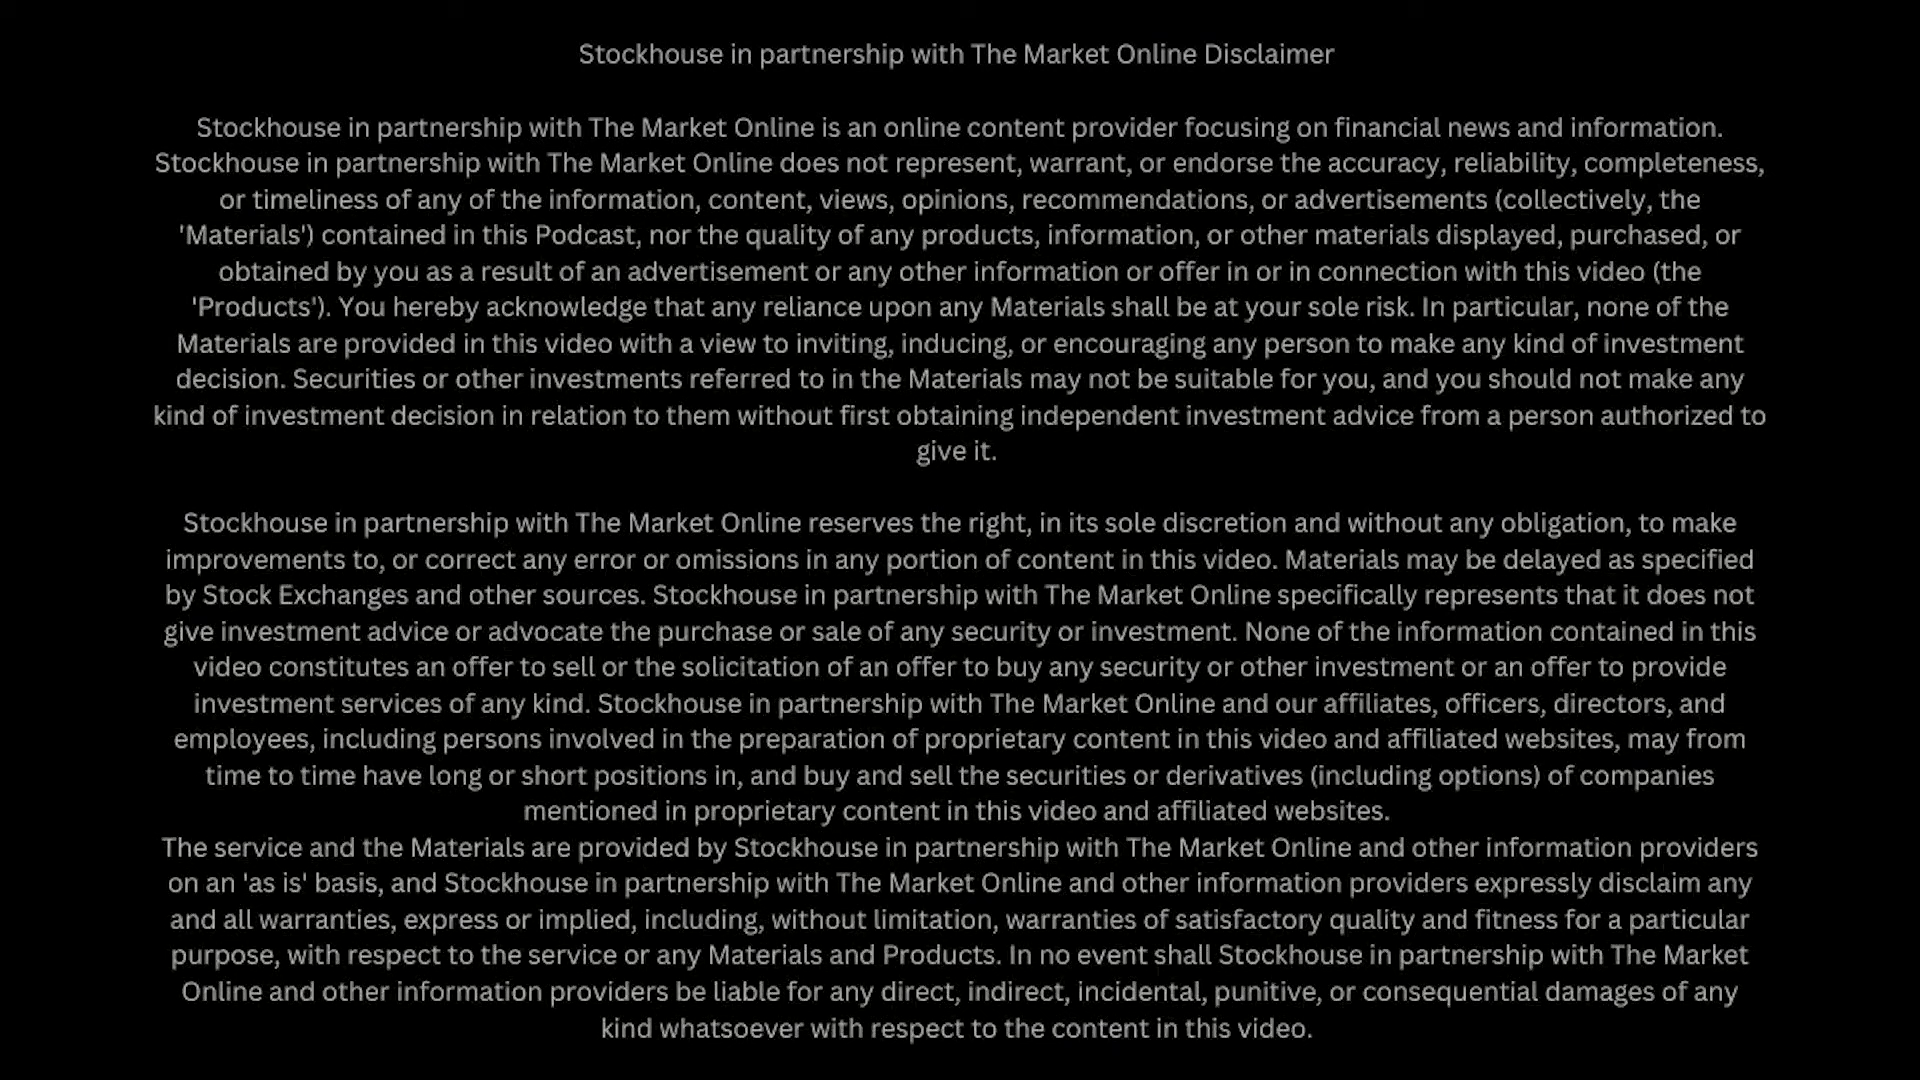 Stockhouse in partnership with The Market Online Disclaimer
Stockhouse in partnership with The Market Online is an online content provider focusing on financial news and information.
Stockhouse in partnership with The Market Online does not represent, warrant, or endorse the accuracy, reliability, completeness,
or timeliness of any of the information, content, views, opinions, recommendations, or advertisements (collectively, the
'Materials') contained in this Podcast, nor the quality of any products, information, or other materials displayed, purchased, or
obtained by you as a result of an advertisement or any other information or offer in or in connection with this video (the
'Products'). You hereby acknowledge that any reliance upon any Materials shall be at your sole risk. In particular, none of the
Materials are provided in this video with a view to inviting, inducing, or encouraging any person to make any kind of investment
decision. Securities or other investments referred to in the Materials may not be suitable for you, and you should not make any
kind of investment decision in relation to them without first obtaining independent investment advice from a person authorized to
give it.
Stockhouse in partnership with The Market Online reserves the right, in its sole discretion and without any obligation, to make
improvements to, or correct any error or omissions in any portion of content in this video. Materials may be delayed as specified
by Stock Exchanges and other sources. Stockhouse in partnership with The Market Online specifically represents that it does not
give investment advice or advocate the purchase or sale of any security or investment. None of the information contained in this
video constitutes an offer to sell or the solicitation of an offer to buy any security or other investment or an offer to provide
investment services of any kind. Stockhouse in partnership with The Market Online and our affiliates, officers, directors, and
employees, including persons involved in the preparation of proprietary content in this video and affiliated websites, may from
time to time have long or short positions in, and buy and sell the securities or derivatives (including options) of companies
mentioned in proprietary content in this video and affiliated websites.
The service and the Materials are provided by Stockhouse in partnership with The Market Online and other information providers
on an 'as is' basis, and Stockhouse in partnership with The Market Online and other information providers expressly disclaim any
and all warranties, express or implied, including, without limitation, warranties of satisfactory quality and fitness for a particular
purpose, with respect to the service or any Materials and Products. In no event shall Stockhouse in partnership with The Market
Online and other information providers be liable for any direct, indirect, incidental, punitive, or consequential damages of any
kind whatsoever with respect to the content in this video.